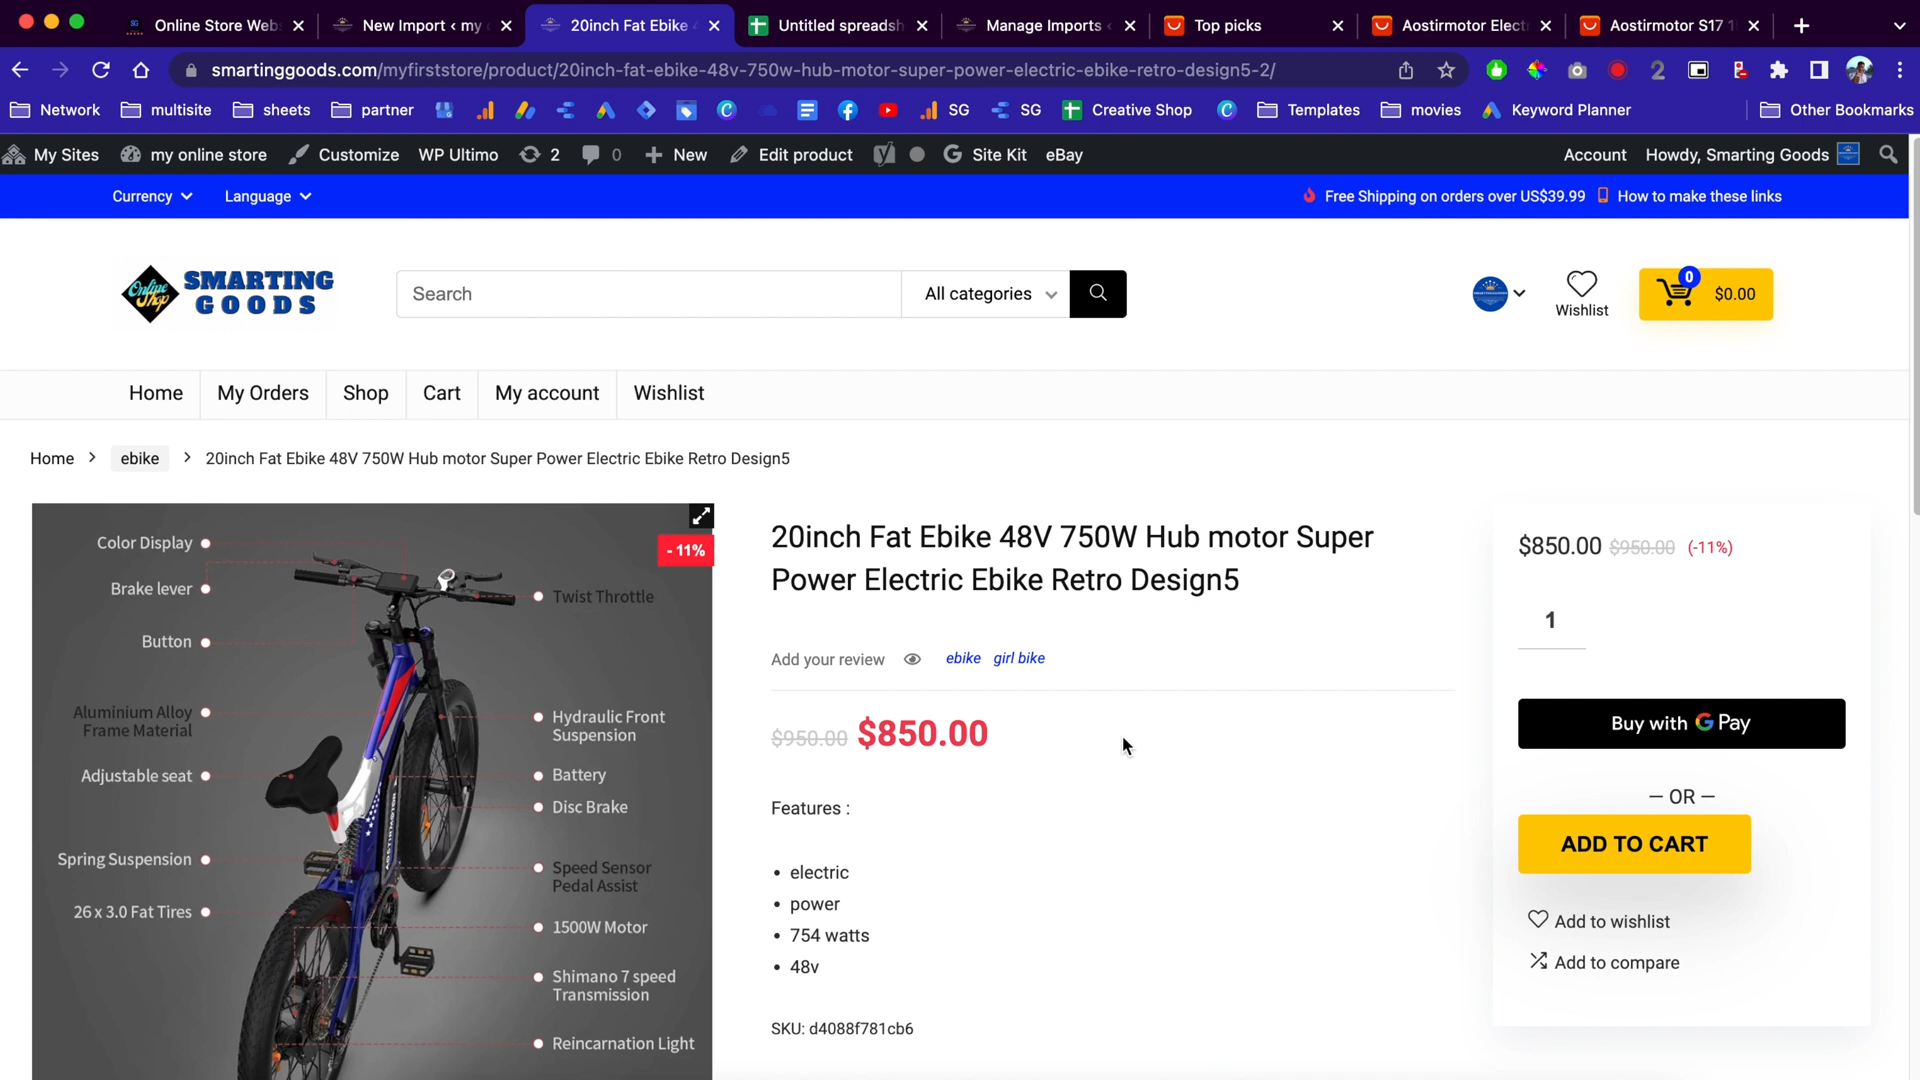 Online Store Web
New Import ‹ my
20inch Fat Ebike
Untitled spreadsh
Manage Imports ‹
Top picks
Aostirmotor Elect
Aostirmotor S17 1
smartinggoods.com/myfirststore/product/20inch-fat-ebike-48v-750w-hub-motor-super-power-electric-ebike-retro-design5-2/
Network
multisite
sheets
partner
SG
SG
Creative Shop
Templates
movies
Keyword Planner
Other Bookmarks
My Sites
my online store
Customize
WP Ultimo
2
0
New
Edit product
Site Kit
eBay
Account
Howdy, Smarting Goods
Currency
Language
Free Shipping on orders over US$39.99
How to make these links
Online Shop
SMARTING
GOODS
Search
All categories
Wishlist
0
$0.00
Home
My Orders
Shop
Cart
My account
Wishlist
Home > ebike > 20inch Fat Ebike 48V 750W Hub motor Super Power Electric Ebike Retro Design5
- 11%
Color Display
Brake lever
Button
Aluminium Alloy
Frame Material
Adjustable seat
Spring Suspension
26 x 3.0 Fat Tires
Twist Throttle
Hydraulic Front
Suspension
Battery
Disc Brake
Speed Sensor
Pedal Assist
1500W Motor
Shimano 7 speed
Transmission
Reincarnation Light
20inch Fat Ebike 48V 750W Hub motor Super
Power Electric Ebike Retro Design5
Add your review
ebike girl bike
$950.00 $850.00
Features :
• electric
• power
• 754 watts
• 48v
SKU: d4088f781cb6
$850.00 $950.00 (-11%)
1
Buy with G Pay
— OR —
ADD TO CART
Add to wishlist
Add to compare